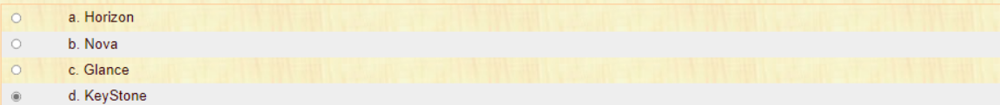 a. Horizon
b. Nova
c. Glance
d. KeyStone